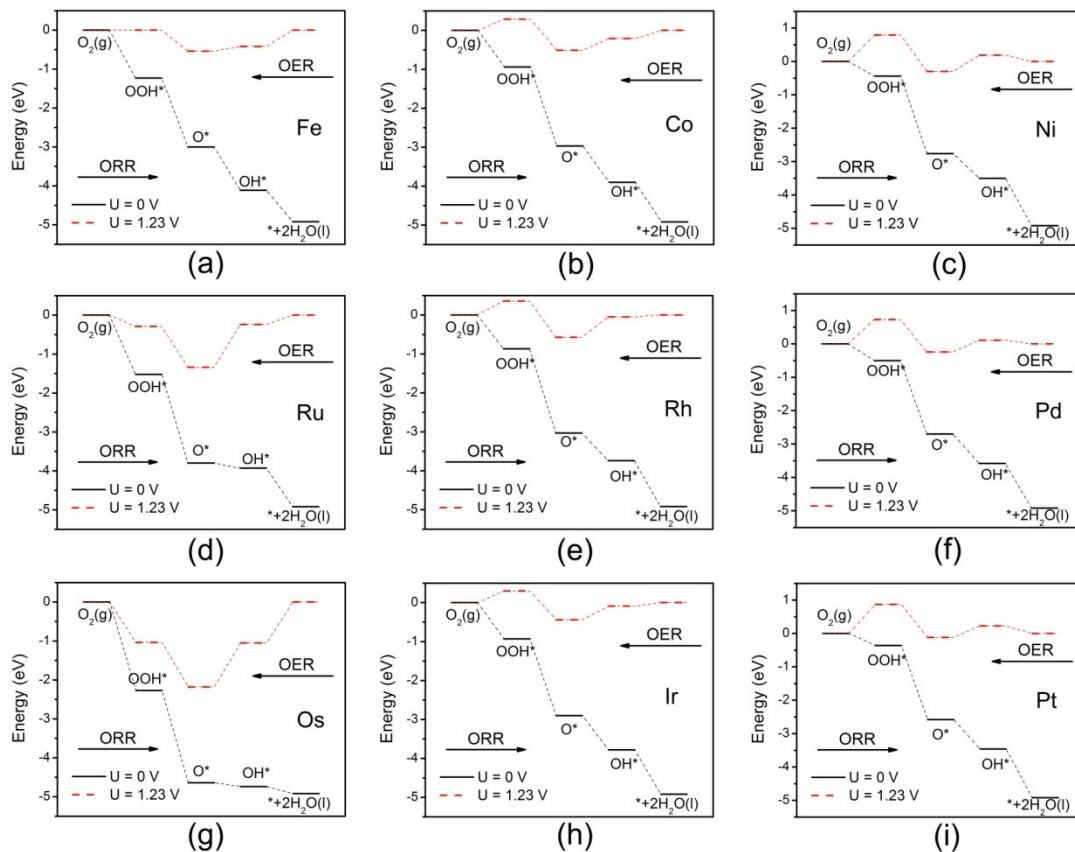 0
O₂(g)
-1
OOH*
OER
-2
Energy (eV)
Fe
-3
O*
ORR
-4
OH*
U = 0 V
-5
U = 1.23 V
*+2H₂O(l)
(a)
0
O₂(g)
-1
OOH*
OER
-2
Energy (eV)
Co
-3
O*
ORR
-4
OH*
U = 0 V
-5
U = 1.23 V
*+2H₂O(l)
(b)
1
O₂(g)
0
OOH*
OER
-1
Energy (eV)
-2
Ni
-3
O*
ORR
OH*
-4
U = 0 V
-5
U = 1.23 V
*+2H₂O(l)
(c)
0
O₂(g)
-1
OOH*
OER
-2
Energy (eV)
Ru
-3
O*
OH*
ORR
-4
U = 0 V
-5
U = 1.23 V
*+2H₂O(l)
(d)
0
O₂(g)
-1
OOH*
OER
-2
Energy (eV)
Rh
-3
O*
ORR
-4
OH*
U = 0 V
-5
U = 1.23 V
*+2H₂O(l)
(e)
1
O₂(g)
0
OOH*
OER
-1
Energy (eV)
-2
Pd
-3
O*
ORR
OH*
-4
U = 0 V
-5
U = 1.23 V
*+2H₂O(l)
(f)
0
O₂(g)
-1
OER
-2
OOH*
Energy (eV)
Os
-3
ORR
-4
O*
OH*
U = 0 V
-5
U = 1.23 V
*+2H₂O(l)
(g)
0
O₂(g)
-1
OOH*
OER
-2
Energy (eV)
Ir
-3
O*
ORR
-4
OH*
U = 0 V
-5
U = 1.23 V
*+2H₂O(l)
(h)
1
O₂(g)
0
OOH*
OER
-1
Energy (eV)
-2
Pt
-3
O*
ORR
OH*
-4
U = 0 V
-5
U = 1.23 V
*+2H₂O(l)
(i)